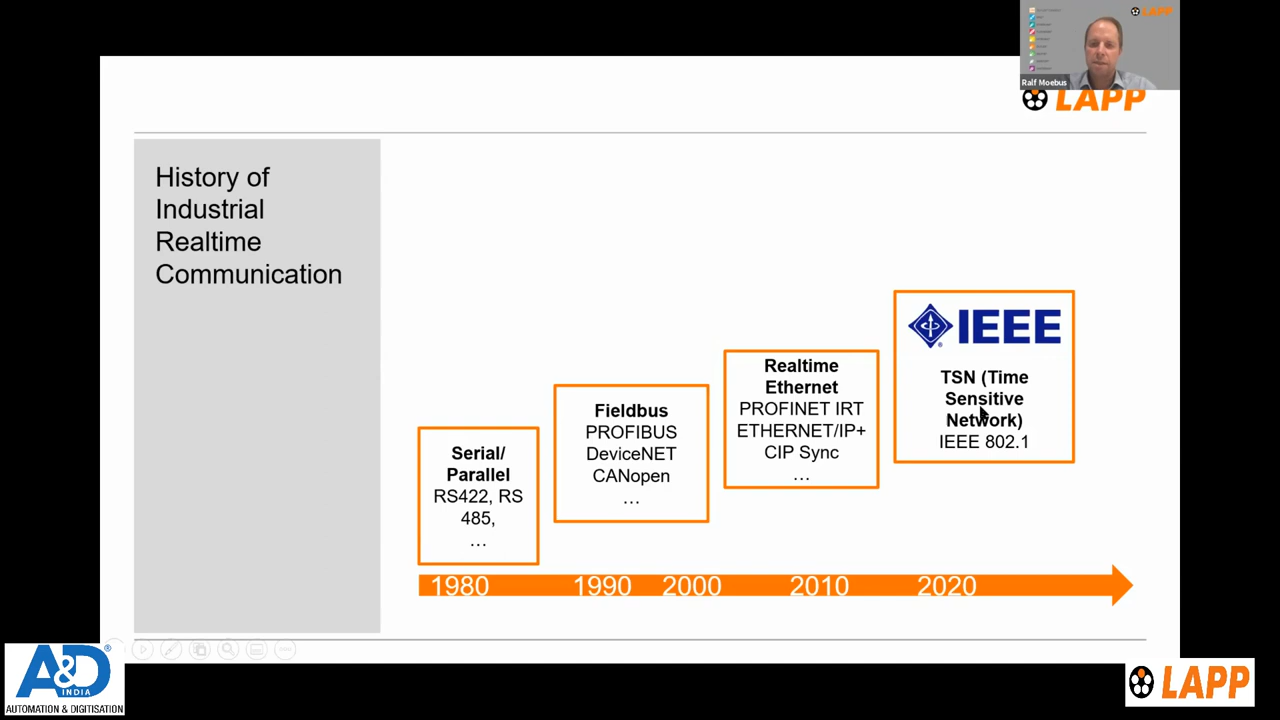 LAPP
Ralf Moebus
LAPP
History of
Industrial
Realtime
Communication
IEEE
TSN (Time
Sensitive
Network)
IEEE 802.1
Realtime
Ethernet
PROFINET IRT
ETHERNET/IP+
CIP Sync
…
Fieldbus
PROFIBUS
DeviceNET
CANopen
…
Serial/
Parallel
RS422, RS
485,
…
1980 1990 2000 2010 2020
A&D
INDIA
AUTOMATION & DIGITISATION
LAPP